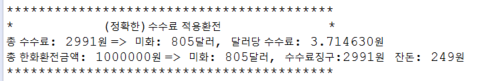 *****************************************
*            (정확한) 수수료 적용환전            *
총 수수료: 2991원 => 미화: 805달러, 달러당 수수료: 3.714630원
총 한화환전금액: 1000000원 => 미화: 805달러, 수수료징구:2991원  잔돈: 249원
*****************************************